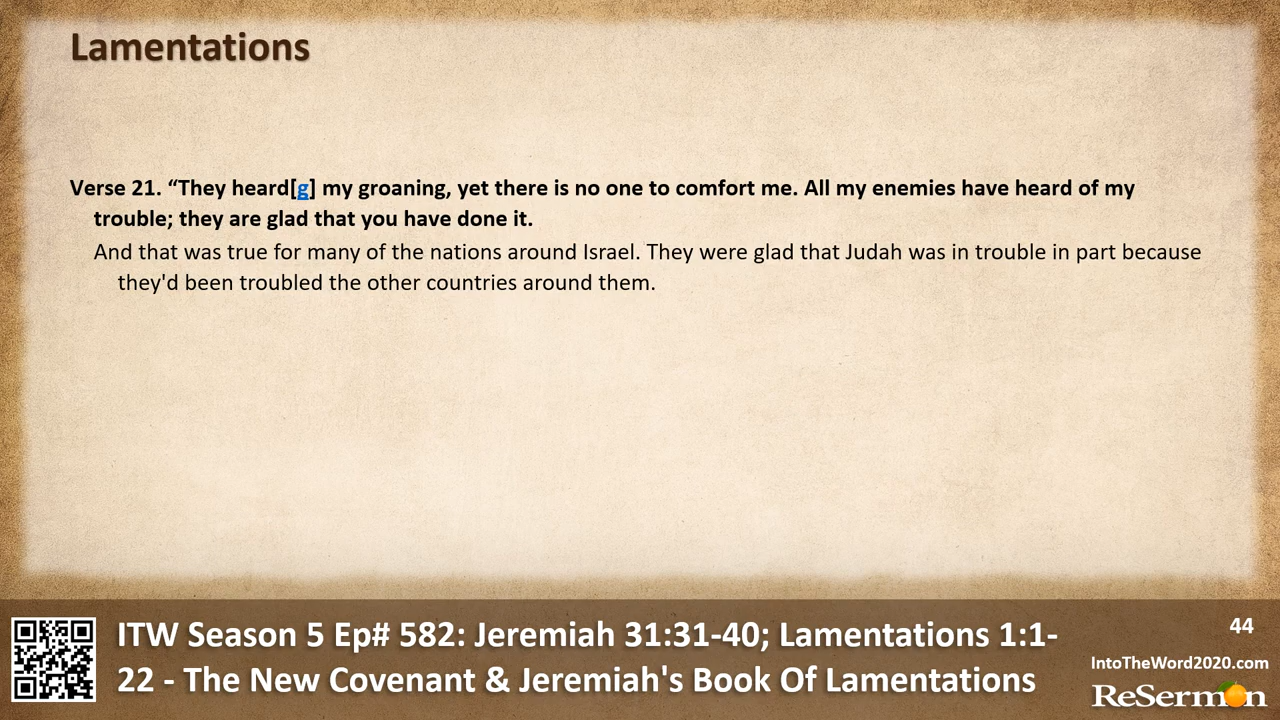 Lamentations
Verse 21. “They heard[g] my groaning, yet there is no one to comfort me. All my enemies have heard of my
trouble; they are glad that you have done it.
And that was true for many of the nations around Israel. They were glad that Judah was in trouble in part because
they'd been troubled the other countries around them.
ITW Season 5 Ep# 582: Jeremiah 31:31-40; Lamentations 1:1-
22 - The New Covenant & Jeremiah's Book Of Lamentations
44
IntoTheWord2020.com
ReSermon